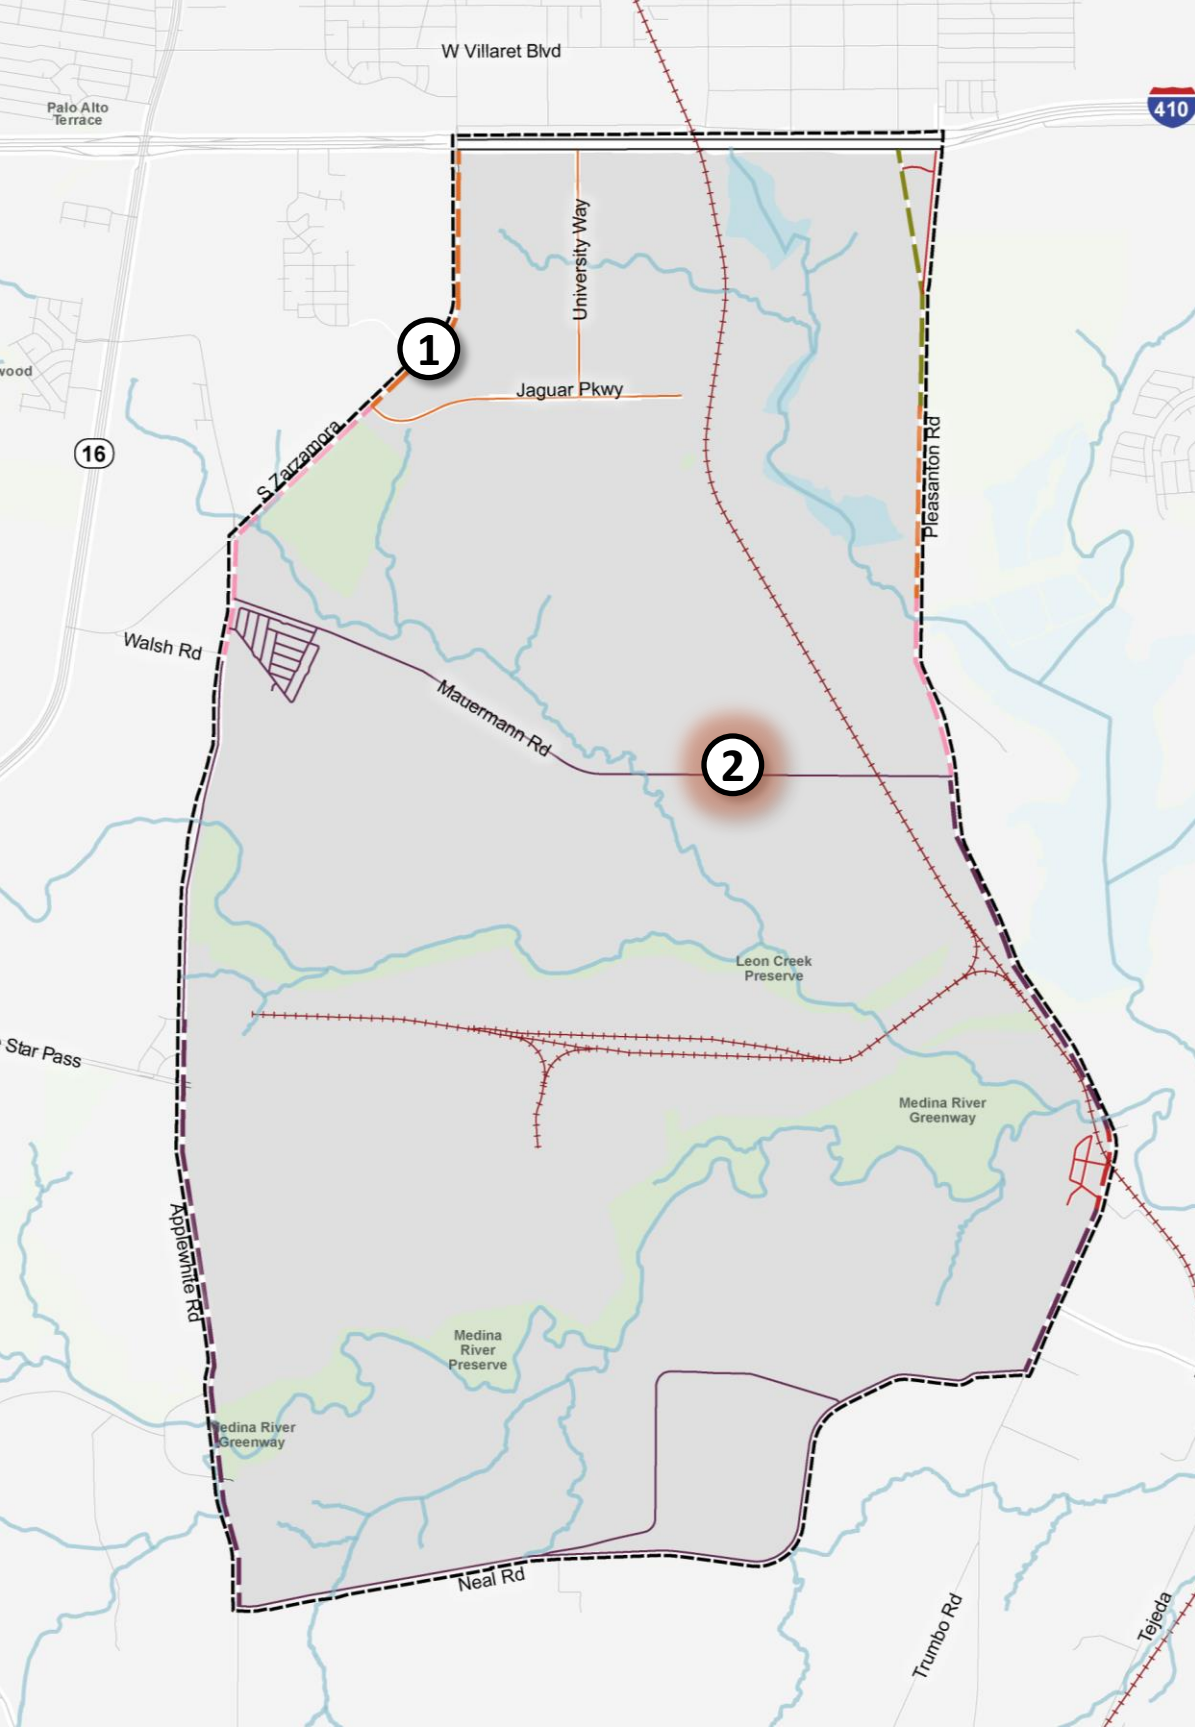 W Villaret Blvd
Palo Alto
Terrace
410
University Way
1
Jaguar Pkwy
wood
16
S Zarzamora
Pleasanton Rd
Walsh Rd
Mauermann Rd
2
Leon Creek
Preserve
Star Pass
Medina River
Greenway
Applewhite Rd
Medina
River
Preserve
edina River
Greenway
Neal Rd
Trumbo Rd
Tejeda